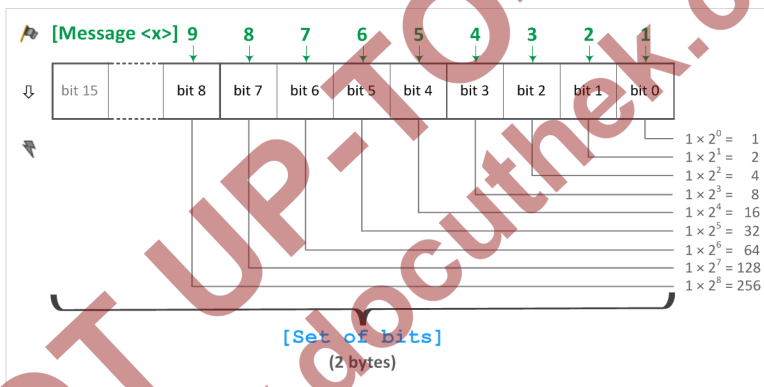 [Message <x>] 9 8 7 6 5 4 3 2 1
bit 15 bit 8 bit 7 bit 6 bit 5 bit 4 bit 3 bit 2 bit 1 bit 0
1 × 2⁰ = 1
1 × 2¹ = 2
1 × 2² = 4
1 × 2³ = 8
1 × 2⁴ = 16
1 × 2⁵ = 32
1 × 2⁶ = 64
1 × 2⁷ = 128
1 × 2⁸ = 256
[Set of bits]
(2 bytes)